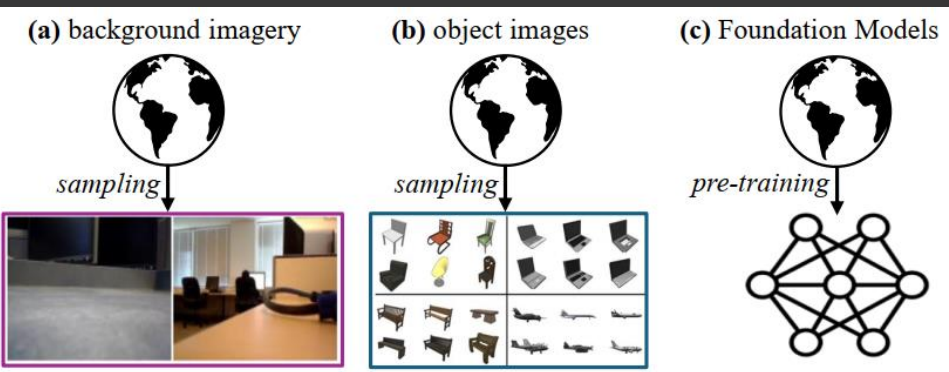 (a) background imagery
(b) object images
(c) Foundation Models
sampling
sampling
pre-training